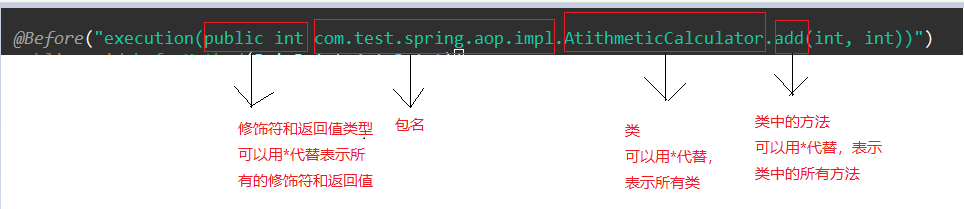 @Before("execution(public int com.test.spring.aop.impl.AtithmeticCalculator.add(int, int))")
修饰符和返回值类型
可以用*代替表示所
有的修饰符和返回值
包名
类
可以用*代替，
表示所有类
类中的方法
可以用*代替，表示
类中的所有方法